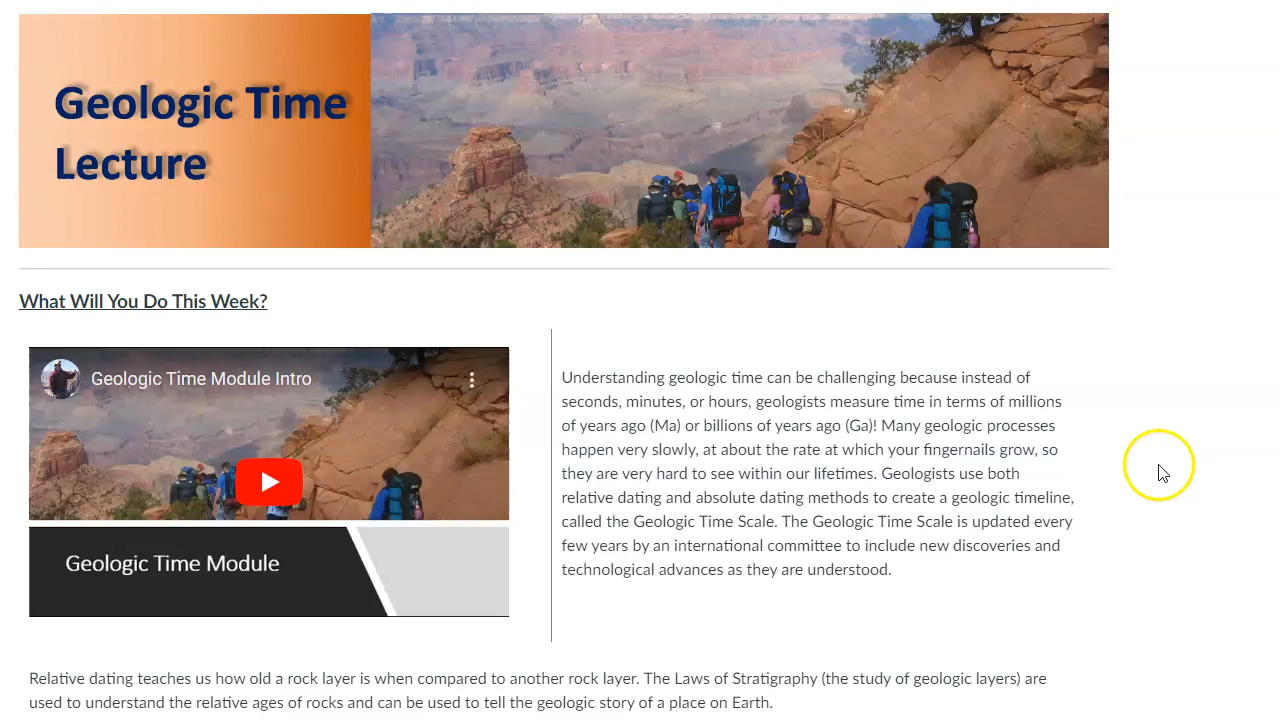 Geologic Time
Lecture
What Will You Do This Week?
Geologic Time Module Intro
Geologic Time Module
Understanding geologic time can be challenging because instead of
seconds, minutes, or hours, geologists measure time in terms of millions
of years ago (Ma) or billions of years ago (Ga)! Many geologic processes
happen very slowly, at about the rate at which your fingernails grow, so
they are very hard to see within our lifetimes. Geologists use both
relative dating and absolute dating methods to create a geologic timeline,
called the Geologic Time Scale. The Geologic Time Scale is updated every
few years by an international committee to include new discoveries and
technological advances as they are understood.
Relative dating teaches us how old a rock layer is when compared to another rock layer. The Laws of Stratigraphy (the study of geologic layers) are
used to understand the relative ages of rocks and can be used to tell the geologic story of a place on Earth.